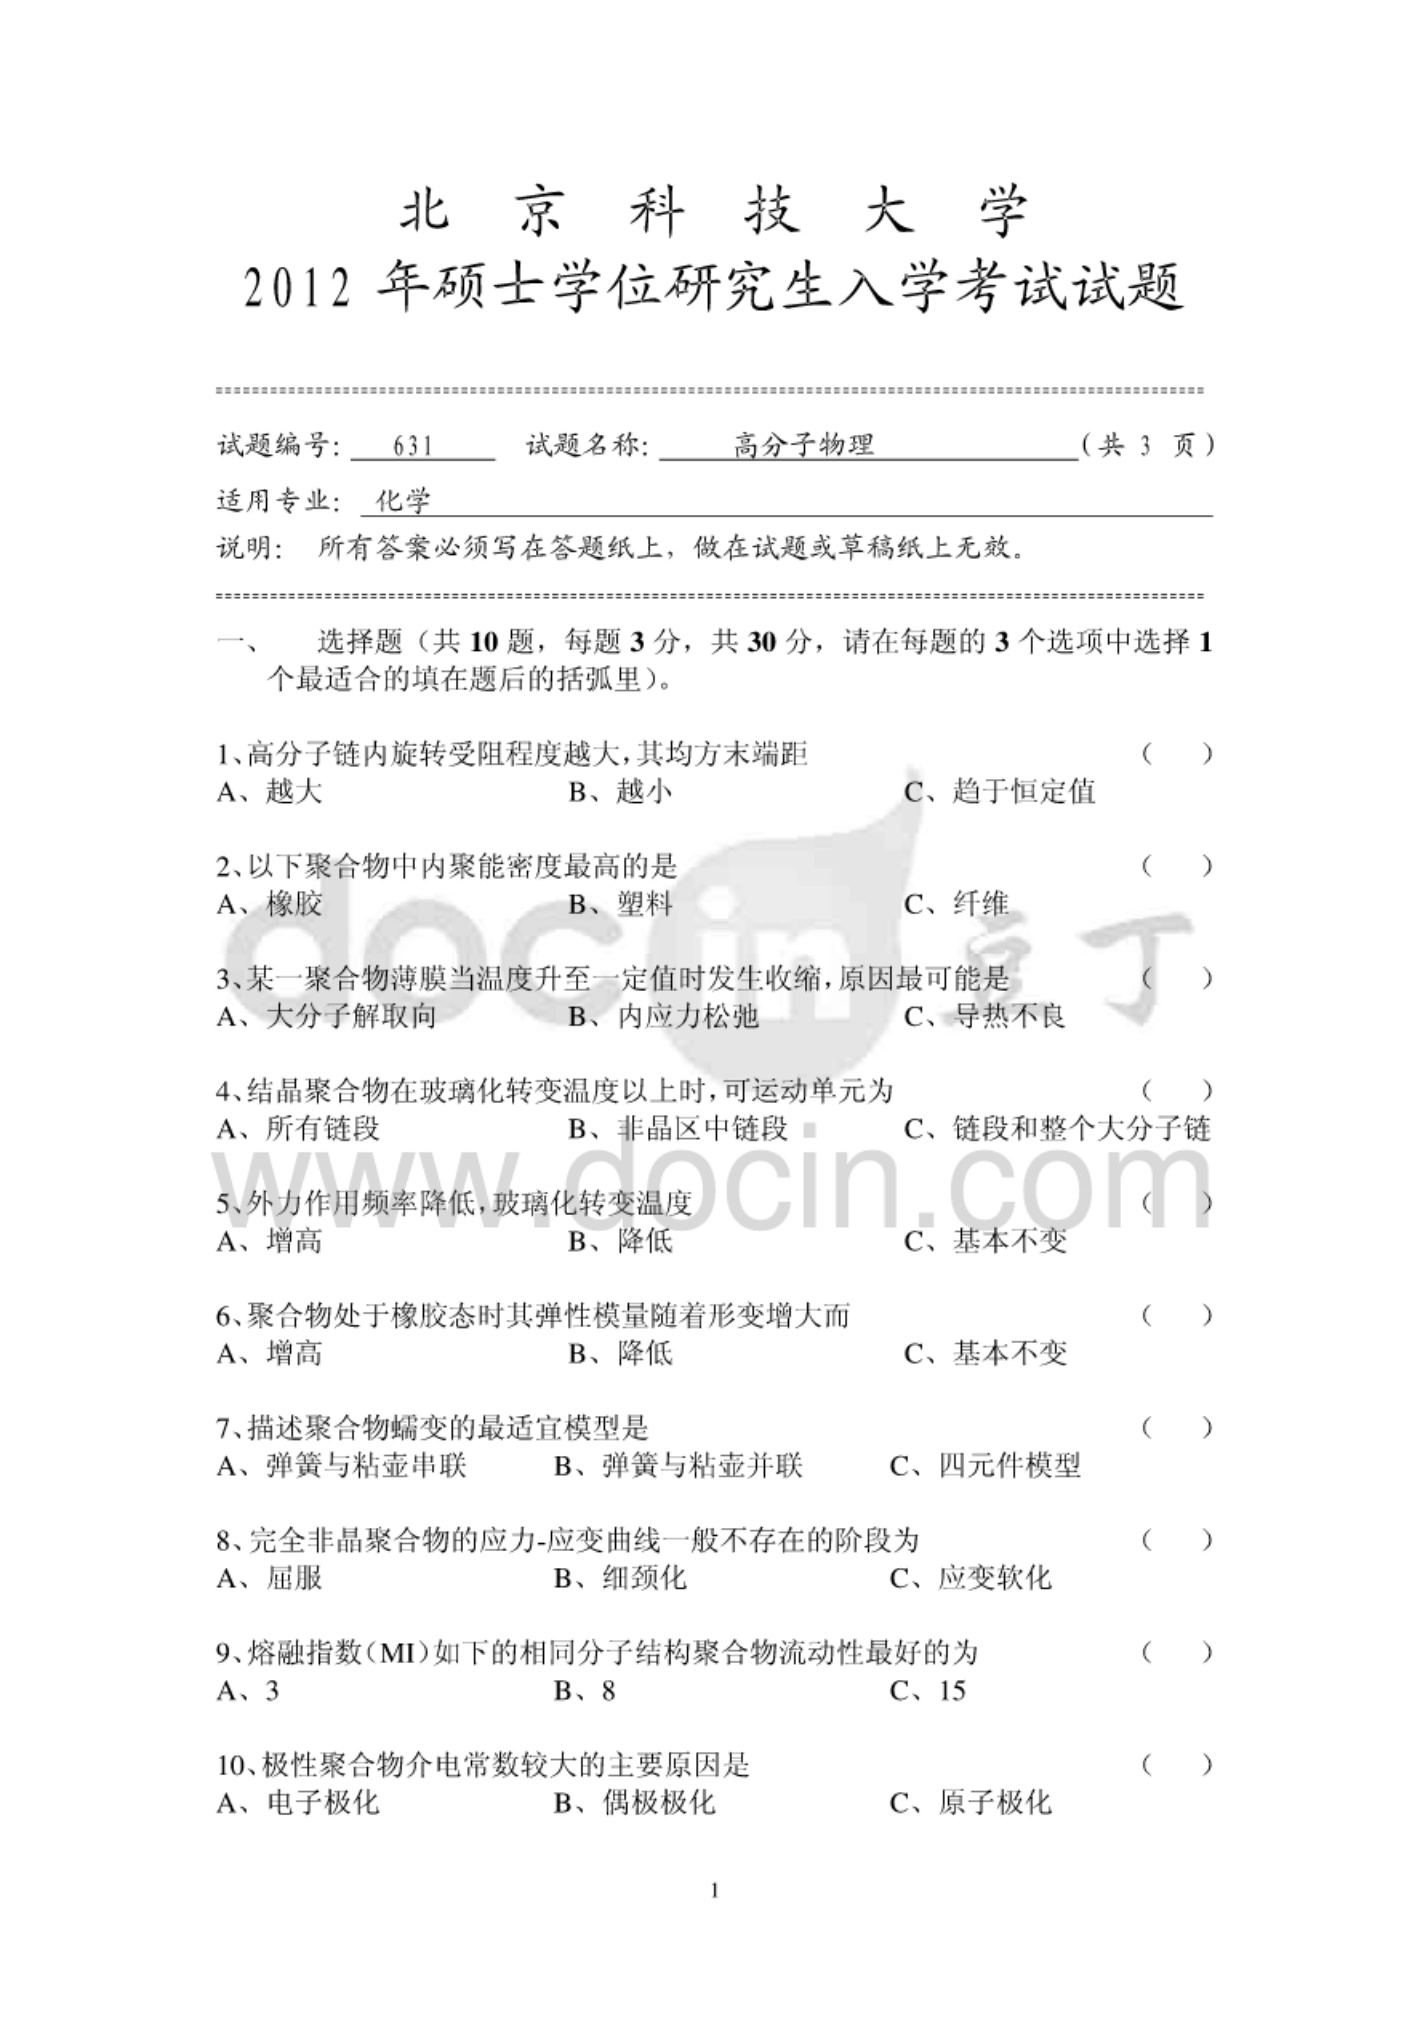 北京科技大学
2012 年硕士学位研究生入学考试试题
试题编号: 631 试题名称: 高分子物理 (共 3 页)
适用专业: 化学
说明: 所有答案必须写在答题纸上，做在试题或草稿纸上无效。
一、 选择题（共 10 题，每题 3 分，共 30 分，请在每题的 3 个选项中选择 1
个最适合的填在题后的括弧里）。
1、高分子链内旋转受阻程度越大，其均方末端距 （ ）
A、越大 B、越小 C、趋于恒定值
2、以下聚合物中内聚能密度最高的是 （ ）
A、橡胶 B、塑料 C、纤维
docin 豆丁
3、某一聚合物薄膜当温度升至一定值时发生收缩，原因最可能是 （ ）
A、大分子解取向 B、内应力松弛 C、导热不良
4、结晶聚合物在玻璃化转变温度以上时，可运动单元为 （ ）
A、所有链段 B、非晶区中链段 C、链段和整个大分子链
www.docin.com
5、外力作用频率降低，玻璃化转变温度 （ ）
A、增高 B、降低 C、基本不变
6、聚合物处于橡胶态时其弹性模量随着形变增大而 （ ）
A、增高 B、降低 C、基本不变
7、描述聚合物蠕变的最适宜模型是 （ ）
A、弹簧与粘壶串联 B、弹簧与粘壶并联 C、四元件模型
8、完全非晶聚合物的应力-应变曲线一般不存在的阶段为 （ ）
A、屈服 B、细颈化 C、应变软化
9、熔融指数（MI）如下的相同分子结构聚合物流动性最好的为 （ ）
A、3 B、8 C、15
10、极性聚合物介电常数较大的主要原因是 （ ）
A、电子极化 B、偶极极化 C、原子极化
1